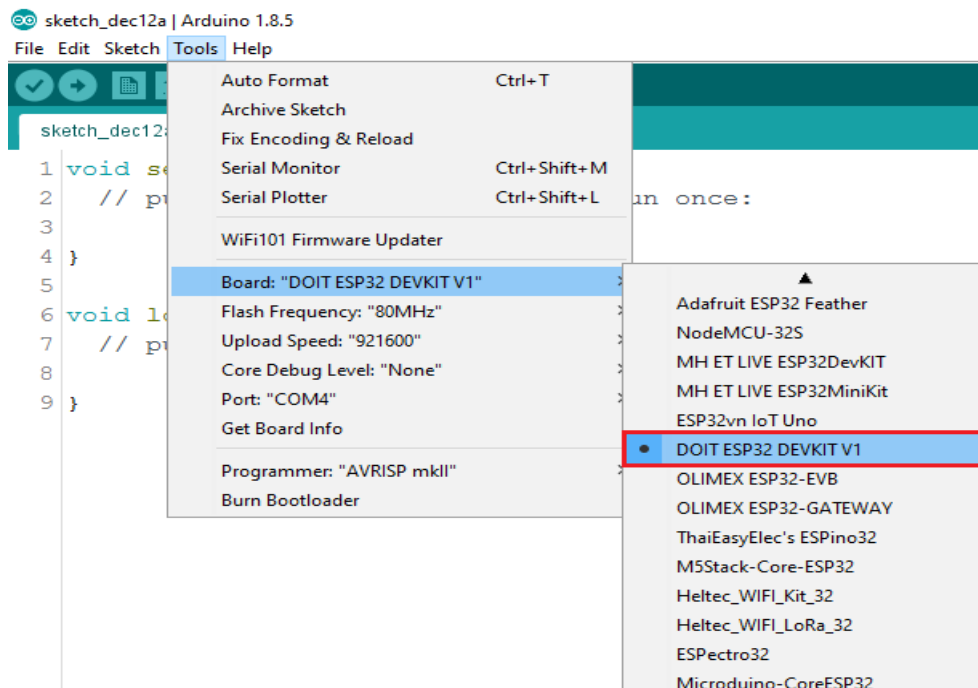 sketch_dec12a | Arduino 1.8.5
File Edit Sketch Tools Help
sketch_dec12a
Auto Format Ctrl+T
Archive Sketch
Fix Encoding & Reload
Serial Monitor Ctrl+Shift+M
Serial Plotter Ctrl+Shift+L
WiFi101 Firmware Updater
Board: "DOIT ESP32 DEVKIT V1"
Flash Frequency: "80MHz"
Upload Speed: "921600"
Core Debug Level: "None"
Port: "COM4"
Get Board Info
Programmer: "AVRISP mkII"
Burn Bootloader
1 void se
2 // pu un once:
3
4 }
5
6 void lo
7 // pu
8
9 }
Adafruit ESP32 Feather
NodeMCU-32S
MH ET LIVE ESP32DevKIT
MH ET LIVE ESP32MiniKit
ESP32vn IoT Uno
DOIT ESP32 DEVKIT V1
OLIMEX ESP32-EVB
OLIMEX ESP32-GATEWAY
ThaiEasyElec's ESPino32
M5Stack-Core-ESP32
Heltec_WIFI_Kit_32
Heltec_WIFI_LoRa_32
ESPectro32
Microduino-CoreESP32